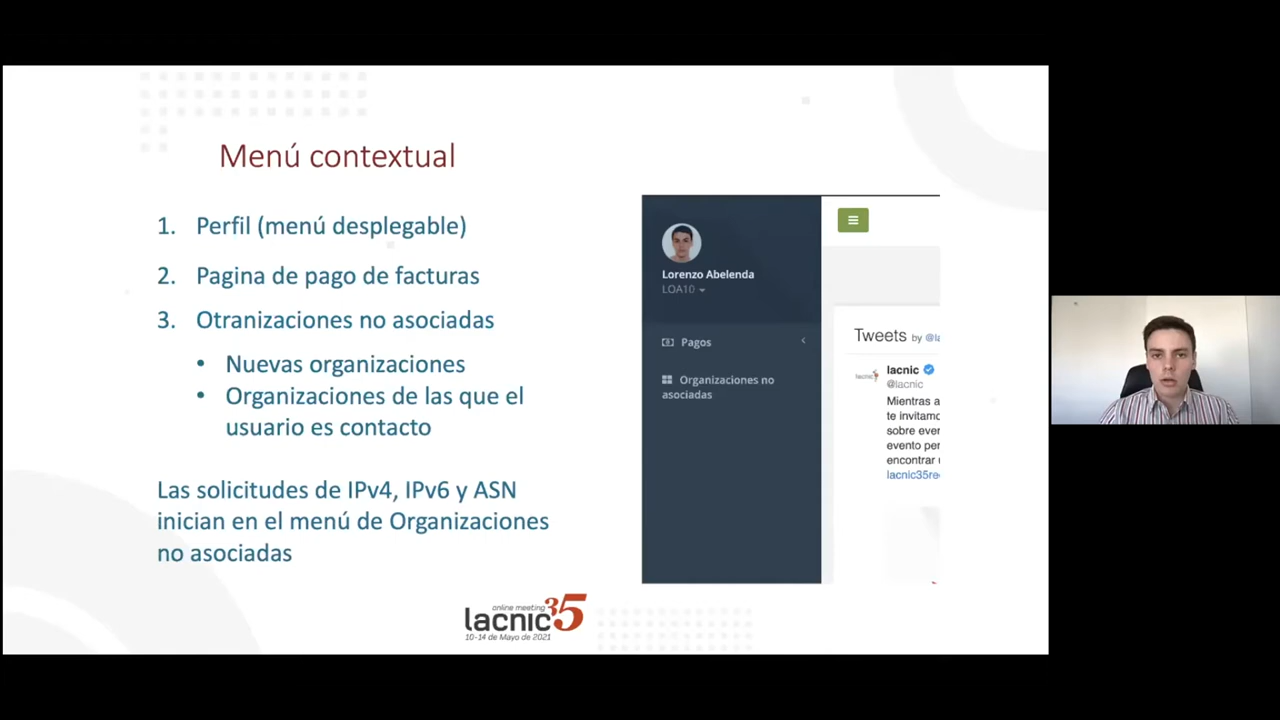 Menú contextual
1. Perfil (menú desplegable)
2. Pagina de pago de facturas
3. Otranizaciones no asociadas
• Nuevas organizaciones
• Organizaciones de las que el
usuario es contacto
Las solicitudes de IPv4, IPv6 y ASN
inician en el menú de Organizaciones
no asociadas
Lorenzo Abelenda
LOA10
Pagos
Organizaciones no
asociadas
Tweets by @la
lacnic
@lacnic
Mientras a
te invitamo
sobre ever
evento per
encontrar
lacnic35re
online meeting
lacnic 35
10-14 de Mayo de 2021